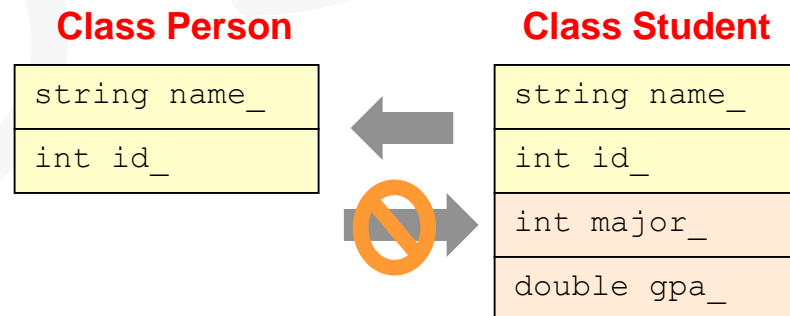 Class Person
string name_
int id_
Class Student
string name_
int id_
int major_
double gpa_